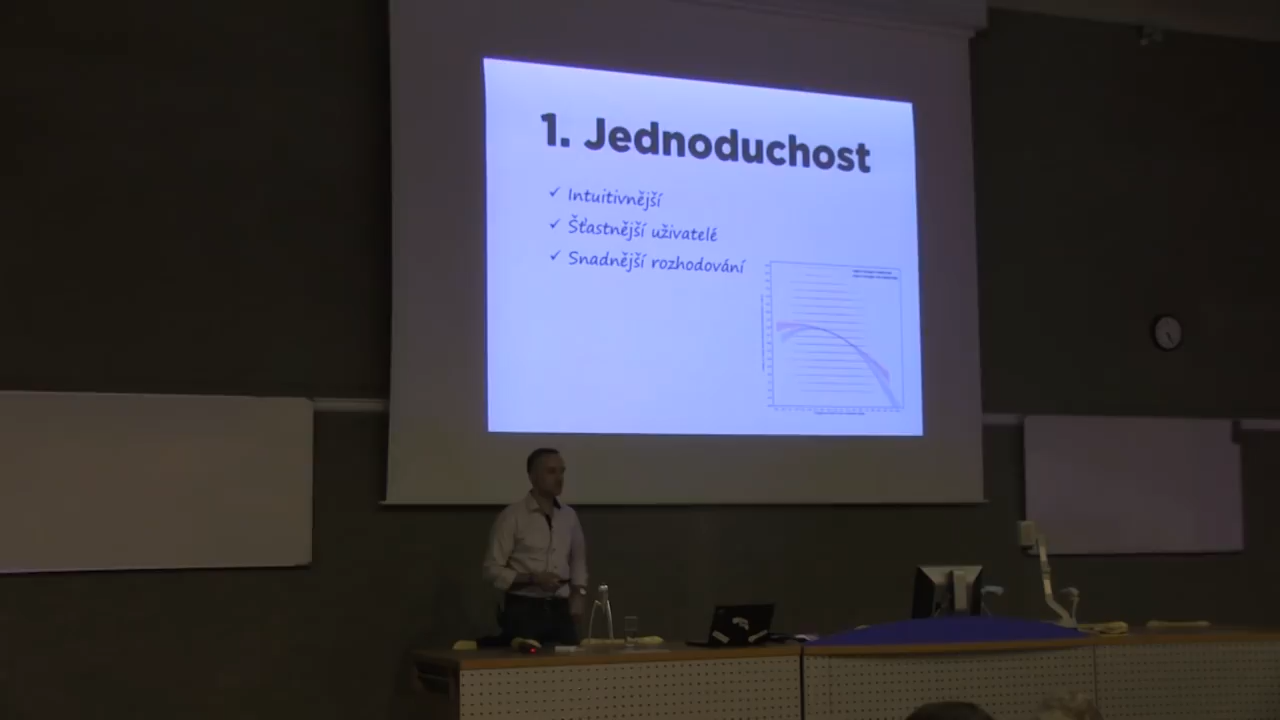 1. Jednoduchost
✓ Intuitivnější
✓ Šťastnější uživatelé
✓ Snadnější rozhodování